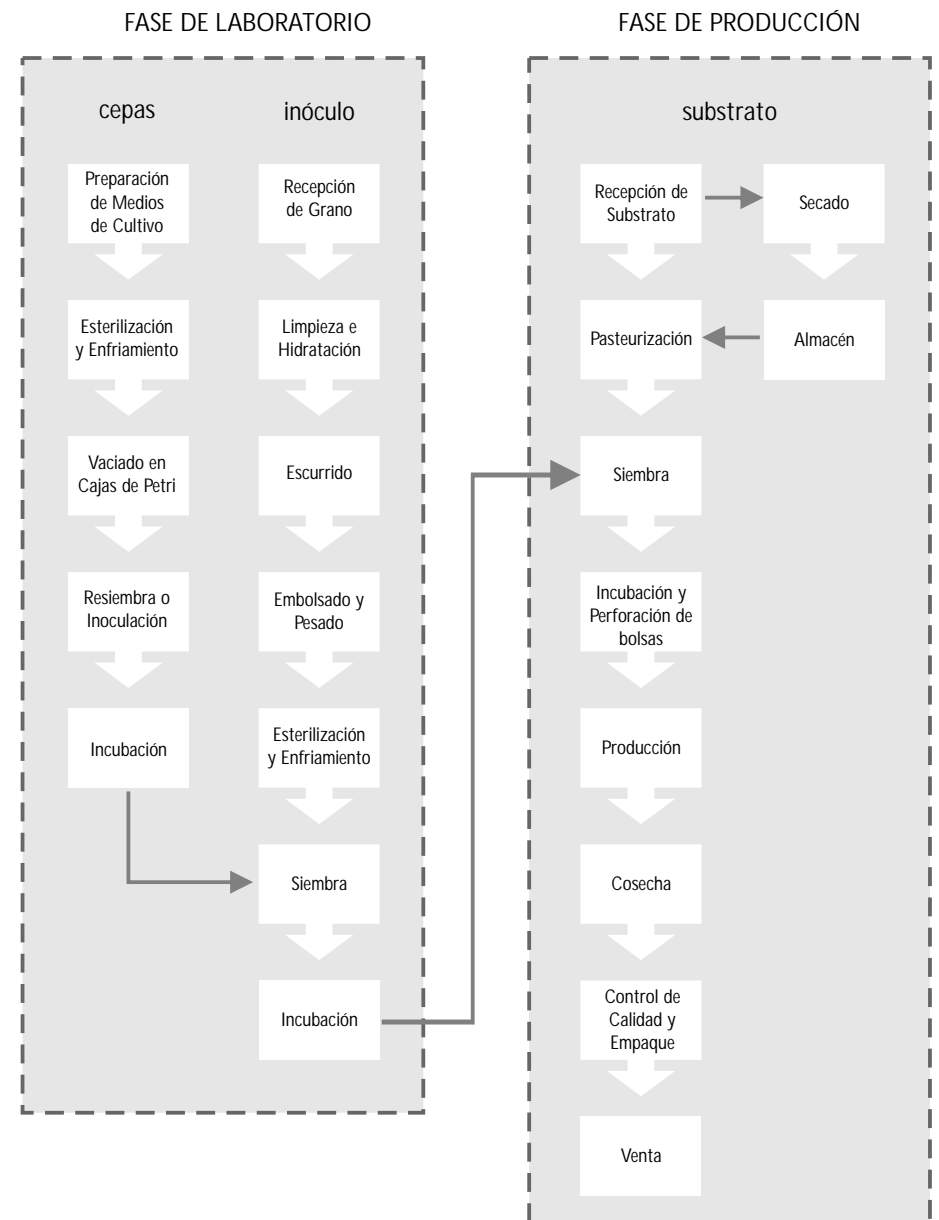 FASE DE LABORATORIO
cepas
Preparación
de Medios
de Cultivo
Esterilización
y Enfriamiento
Vaciado en
Cajas de Petri
Resiembra o
Inoculación
Incubación
inóculo
Recepción
de Grano
Limpieza e
Hidratación
Escurrido
Embolsado y
Pesado
Esterilización
y Enfriamiento
Siembra
Incubación
FASE DE PRODUCCIÓN
substrato
Recepción de
Substrato
Secado
Almacén
Pasteurización
Siembra
Incubación y
Perforación de
bolsas
Producción
Cosecha
Control de
Calidad y
Empaque
Venta